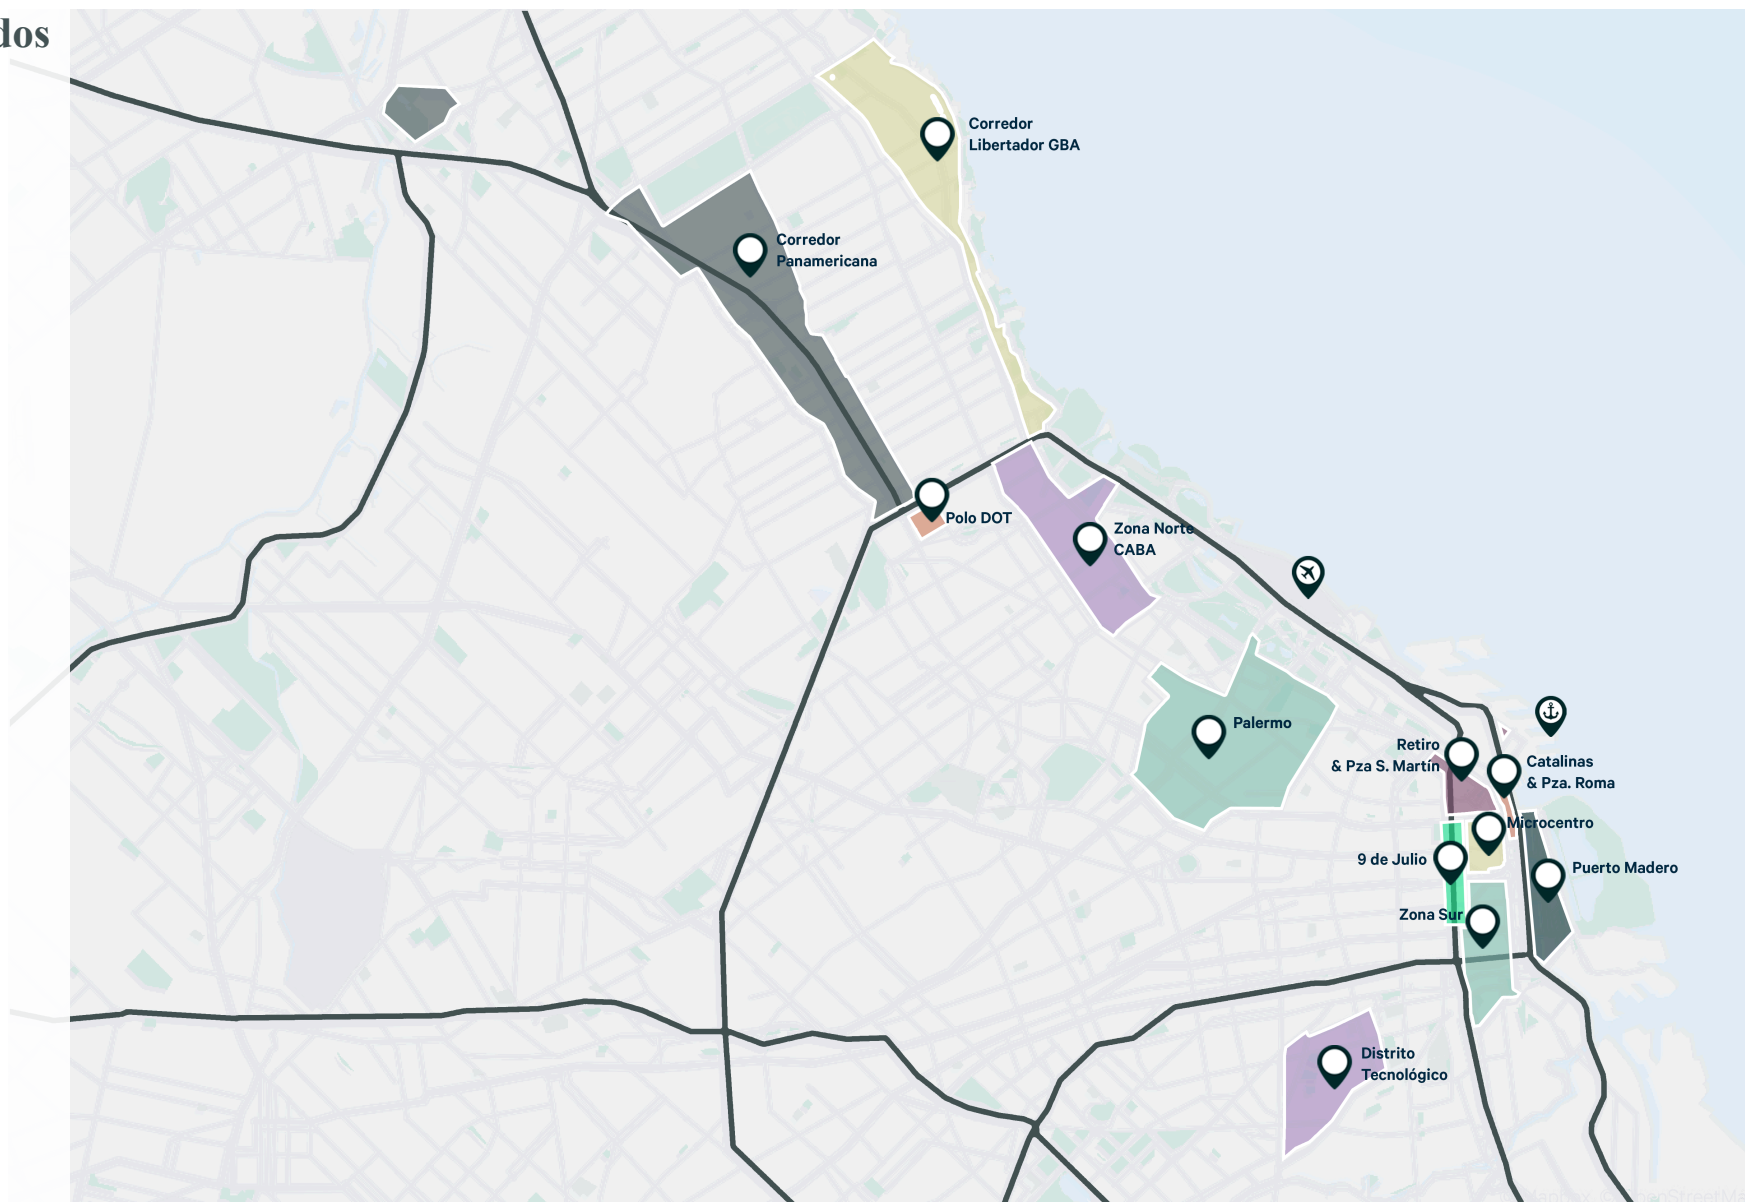 dos
Corredor
Libertador GBA
Corredor
Panamericana
Polo DOT
Zona Norte
CABA
Palermo
Retiro
& Pza S. Martín
Catalinas
& Pza. Roma
Microcentro
9 de Julio
Puerto Madero
Zona Sur
Distrito
Tecnológico